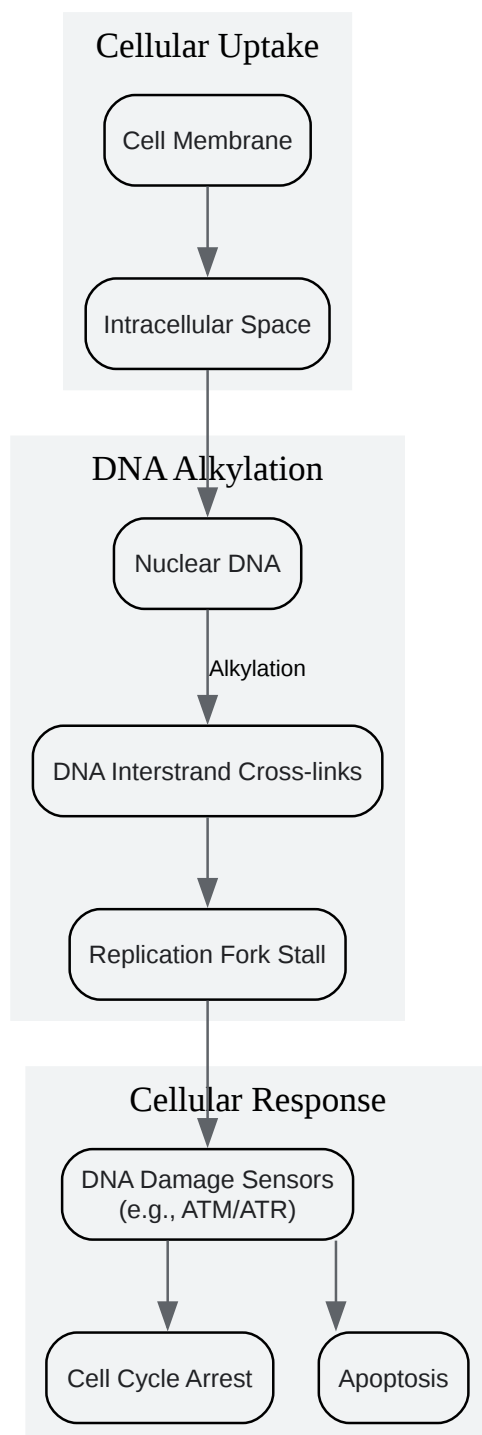 Cellular Uptake
Cell Membrane
Intracellular Space
DNA Alkylation
Nuclear DNA
Alkylation
DNA Interstrand Cross-links
Replication Fork Stall
Cellular Response
DNA Damage Sensors
(e.g., ATM/ATR)
Cell Cycle Arrest
Apoptosis